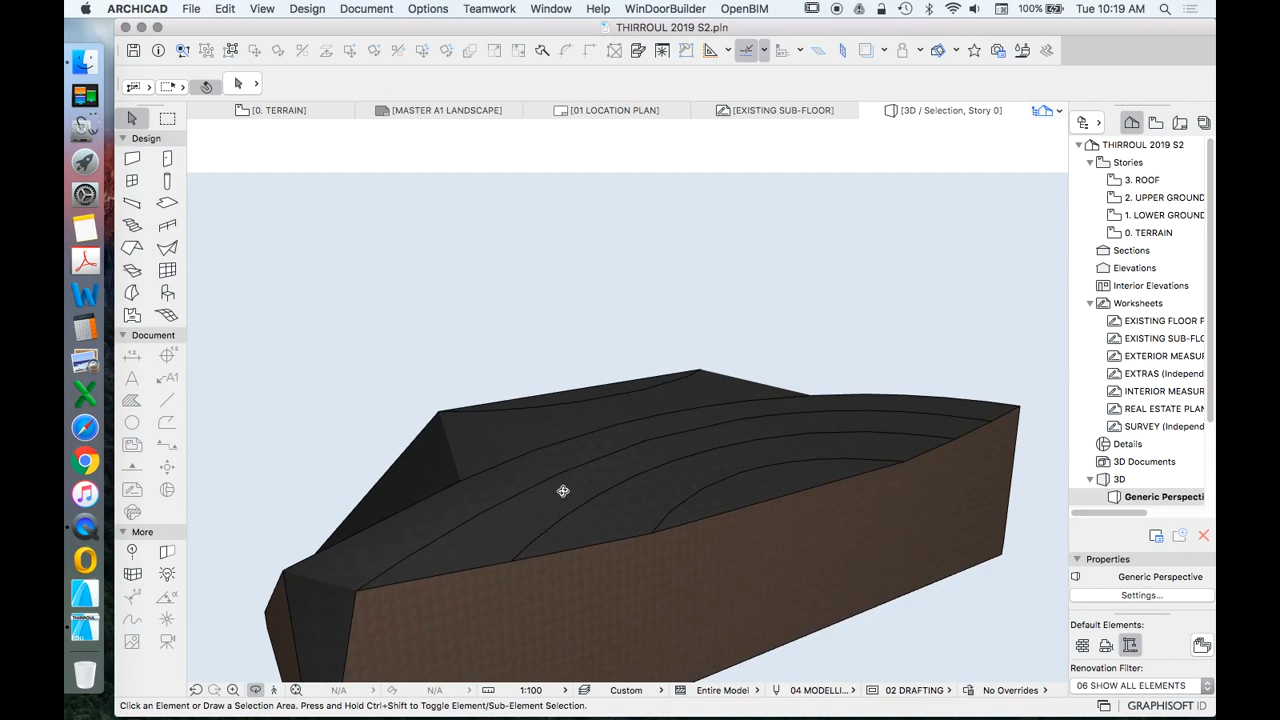 ARCHICAD File Edit View Design Document Options Teamwork Window Help WinDoorBuilder OpenBIM 100% Tue 10:19 AM
THIRROUL 2019 S2.pln
[0. TERRAIN] [MASTER A1 LANDSCAPE] [01 LOCATION PLAN] [EXISTING SUB-FLOOR] [3D / Selection, Story 0]
Design
Document
More
THIRROUL 2019 S2
Stories
3. ROOF
2. UPPER GROUND
1. LOWER GROUND
0. TERRAIN
Sections
Elevations
Interior Elevations
Worksheets
EXISTING FLOOR P
EXISTING SUB-FLO
EXTERIOR MEASUR
EXTRAS (Independ
INTERIOR MEASUR
REAL ESTATE PLAN
SURVEY (Independ
Details
3D Documents
3D
Generic Perspecti
Properties
Generic Perspective
Settings...
Default Elements:
Renovation Filter:
06 SHOW ALL ELEMENTS
N/A N/A 1:100 Custom Entire Model 04 MODELLI... 02 DRAFTING No Overrides
Click an Element or Draw a Selection Area. Press and Hold Ctrl+Shift to Toggle Element/Sub-Element Selection.
GRAPHISOFT ID